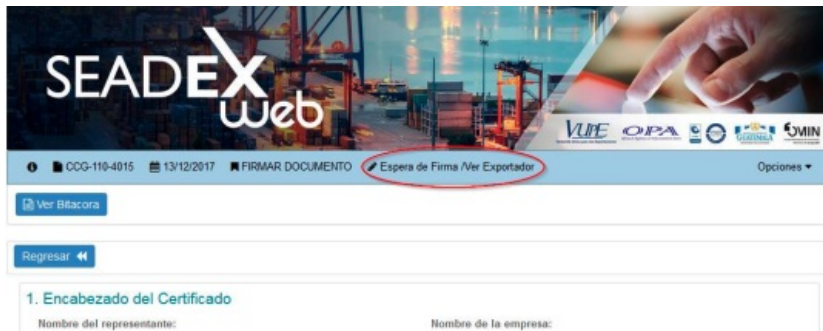 SEADEX
web
VUPE OPA GUATEMALA
CCG-110-4015 13/12/2017 FIRMAR DOCUMENTO Espera de Firma /Ver Exportador Opciones
Ver Bitacora
Regresar
1. Encabezado del Certificado
Nombre del representante: Nombre de la empresa: